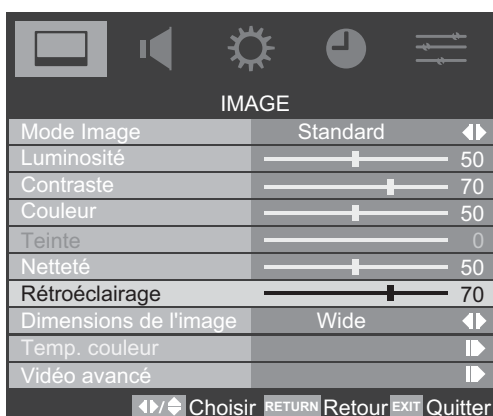 IMAGE
Mode Image Standard
Luminosité 50
Contraste 70
Couleur 50
Teinte 0
Netteté 50
Rétroéclairage 70
Dimensions de l'image Wide
Temp. couleur
Vidéo avancé
/ Choisir RETURN Retour EXIT Quitter